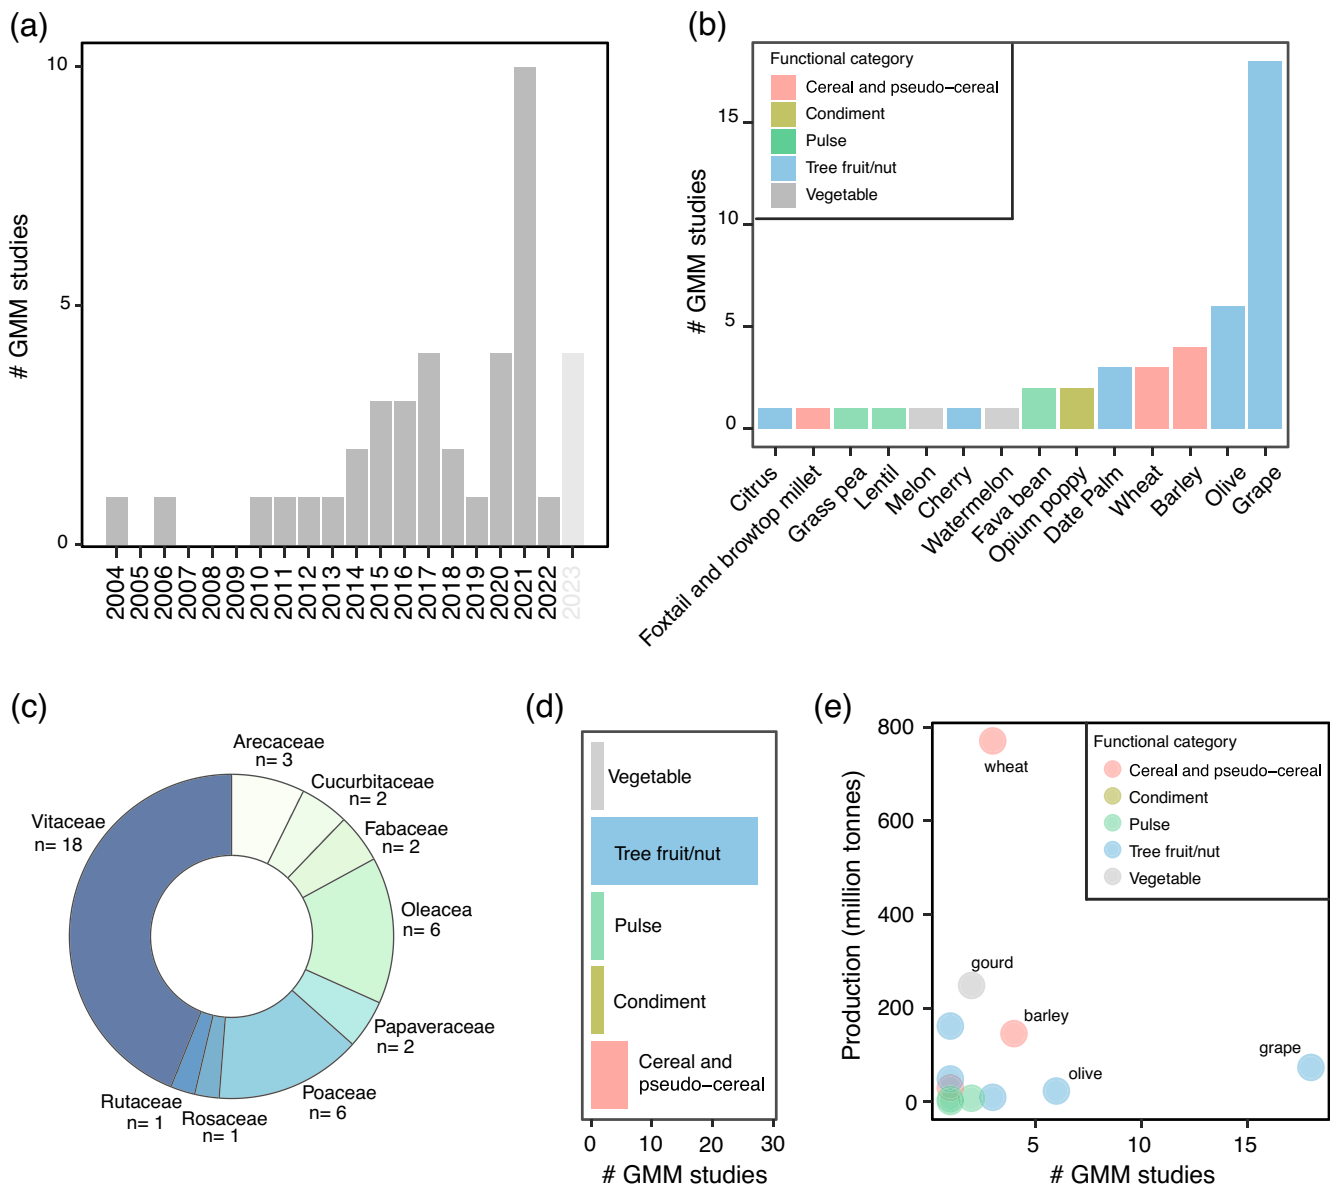 (a)
# GMM studies
10
5
0
2004
2005
2006
2007
2008
2009
2010
2011
2012
2013
2014
2015
2016
2017
2018
2019
2020
2021
2022
2023
(b)
# GMM studies
15
10
5
0
Functional category
Cereal and pseudo−cereal
Condiment
Pulse
Tree fruit/nut
Vegetable
Citrus
Foxtail and browtop millet
Grass pea
Lentil
Melon
Cherry
Watermelon
Fava bean
Opium poppy
Date Palm
Wheat
Barley
Olive
Grape
(c)
Arecaceae
n= 3
Cucurbitaceae
n= 2
Fabaceae
n= 2
Oleacea
n= 6
Papaveraceae
n= 2
Poaceae
n= 6
Rosaceae
n= 1
Rutaceae
n= 1
Vitaceae
n= 18
(d)
Vegetable
Tree fruit/nut
Pulse
Condiment
Cereal and
pseudo−cereal
0
10
20
30
# GMM studies
(e)
Production (million tonnes)
800
600
400
200
0
Functional category
Cereal and pseudo−cereal
Condiment
Pulse
Tree fruit/nut
Vegetable
wheat
gourd
barley
olive
grape
5
10
15
# GMM studies